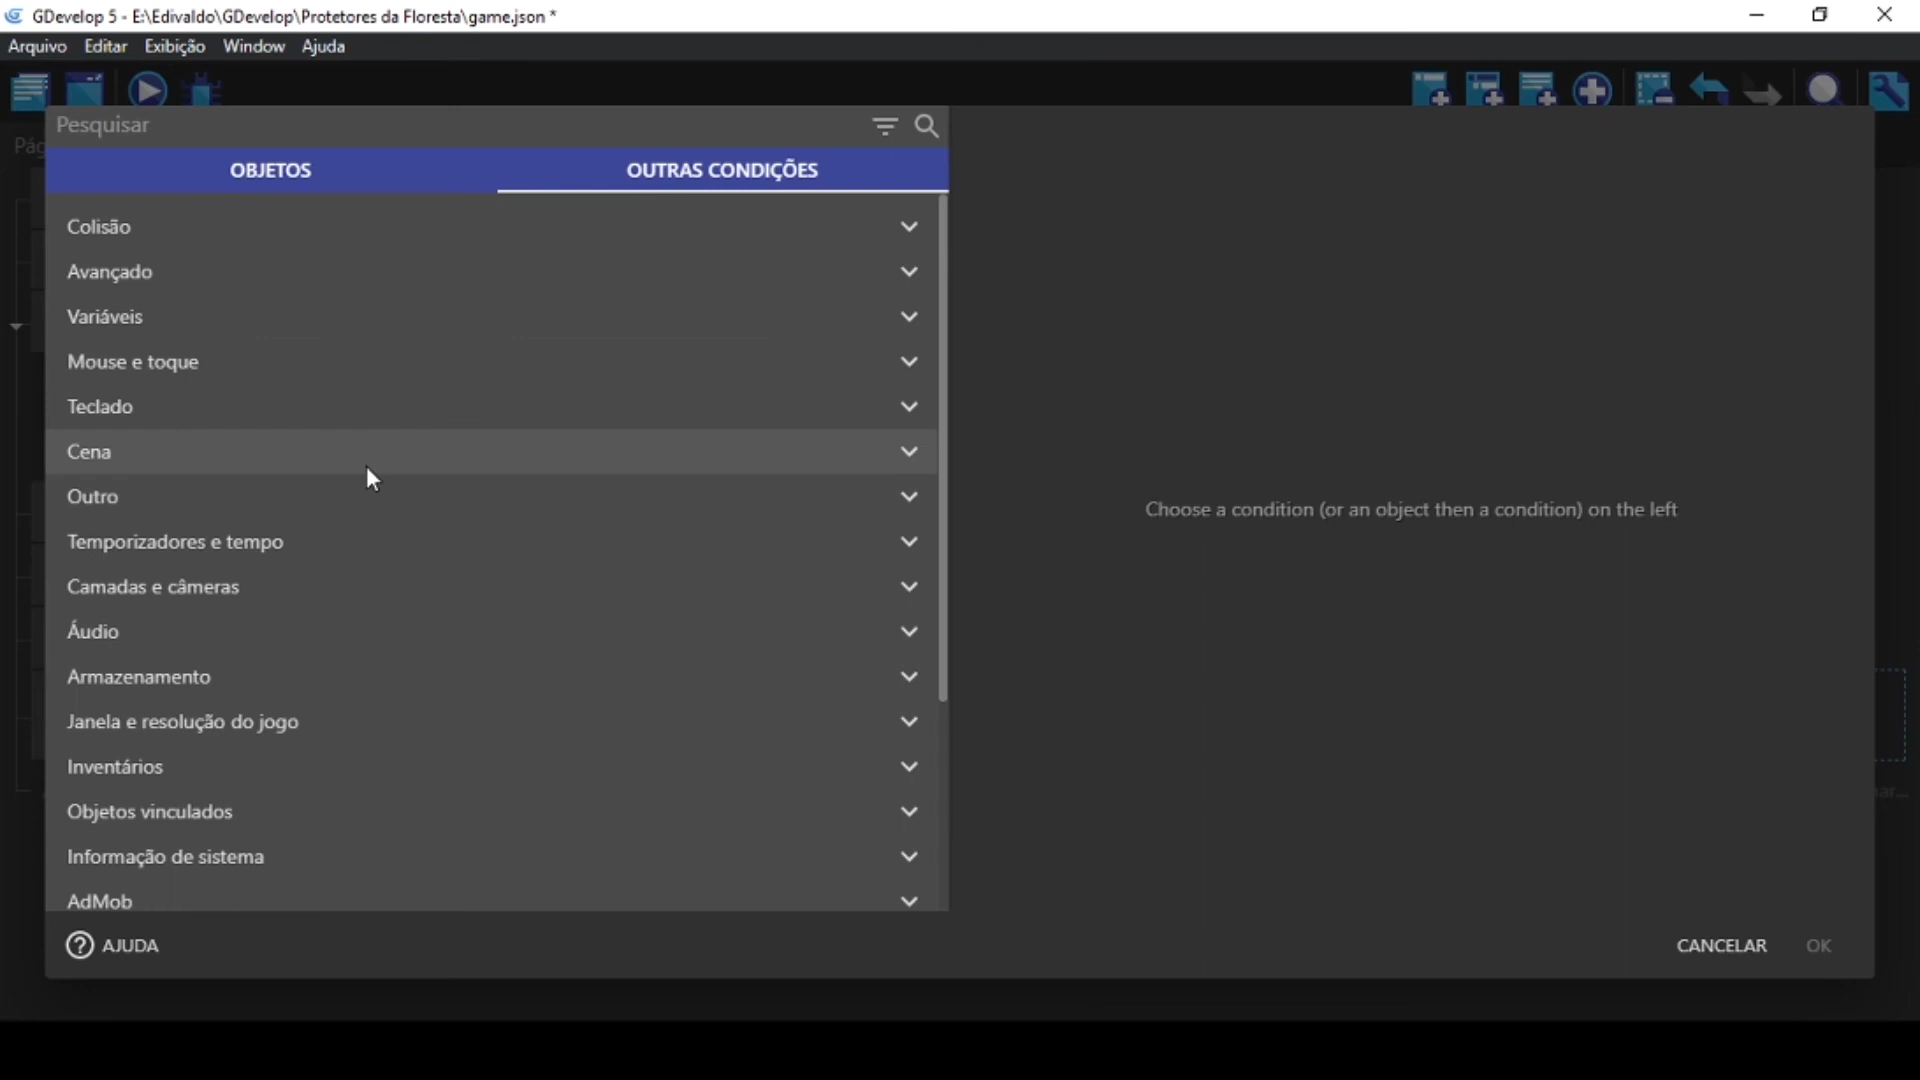 GDevelop 5 - E:\Edivaldo\GDevelop\Protetores da Floresta\game.json *
Arquivo Editar Exibição Window Ajuda
Pesquisar
OBJETOS OUTRAS CONDIÇÕES
Colisão
Avançado
Variáveis
Mouse e toque
Teclado
Cena
Outro
Choose a condition (or an object then a condition) on the left
Temporizadores e tempo
Camadas e câmeras
Áudio
Armazenamento
Janela e resolução do jogo
Inventários
Objetos vinculados
Informação de sistema
AdMob
? AJUDA CANCELAR OK